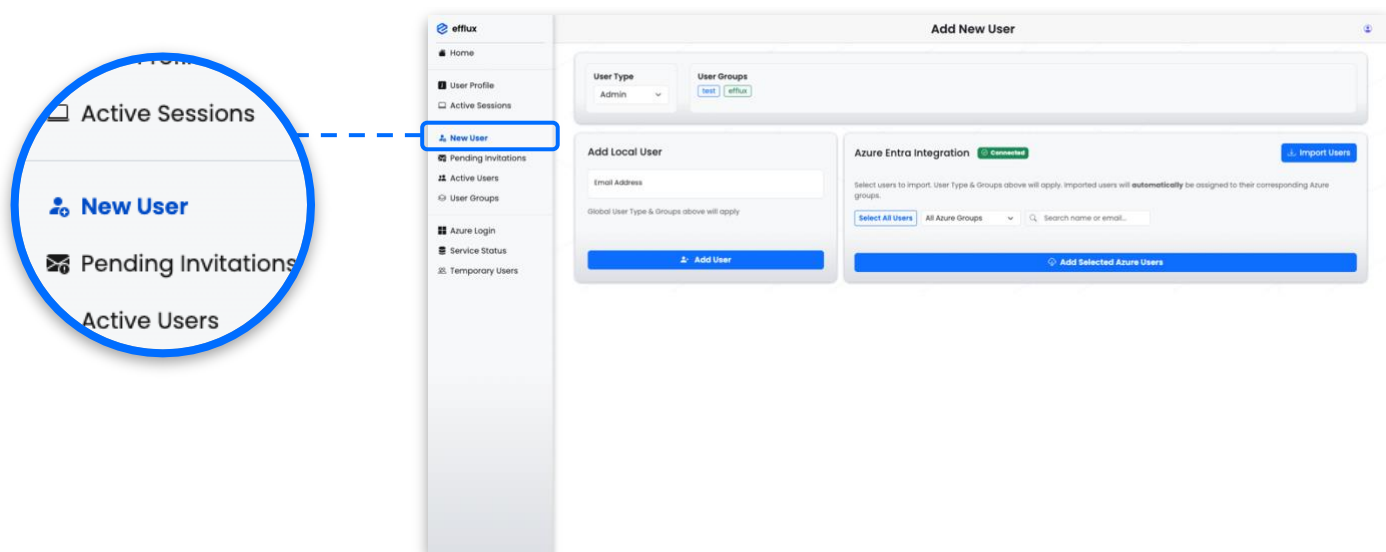 Active Sessions
New User
Pending Invitations
Active Users
efflux
Home
User Profile
Active Sessions
New User
Pending Invitations
Active Users
User Groups
Azure Login
Service Status
Temporary Users
Add New User
User Type
Admin
User Groups
test efflux
Add Local User
Email Address
Global User Type & Groups above will apply
Add User
Azure Entra Integration Connected
Import Users
Select users to import. User Type & Groups above will apply. Imported users will automatically be assigned to their corresponding Azure
groups.
Select All Users All Azure Groups Search name or email...
Add Selected Azure Users